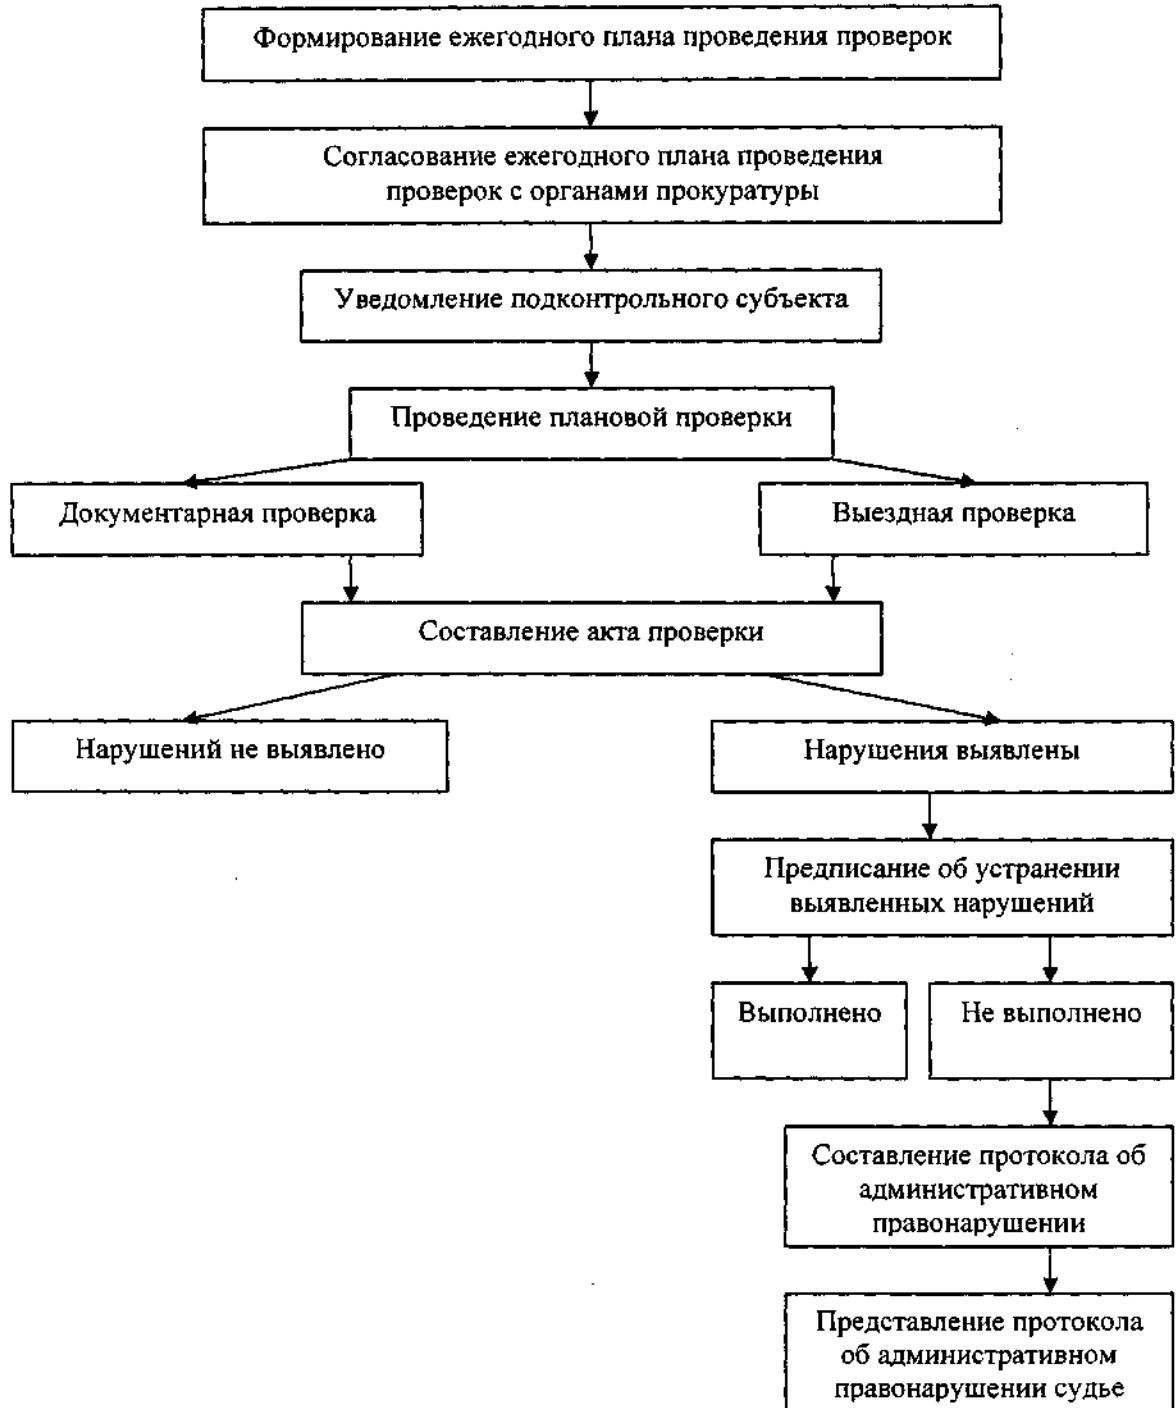 Формирование ежегодного плана проведения проверок
Согласование ежегодного плана проведения
проверок с органами прокуратуры
Уведомление подконтрольного субъекта
Проведение плановой проверки
Документарная проверка
Выездная проверка
Составление акта проверки
Нарушений не выявлено
Нарушения выявлены
Предписание об устранении
выявленных нарушений
Выполнено
Не выполнено
Составление протокола об
административном
правонарушении
Представление протокола
об административном
правонарушении судье